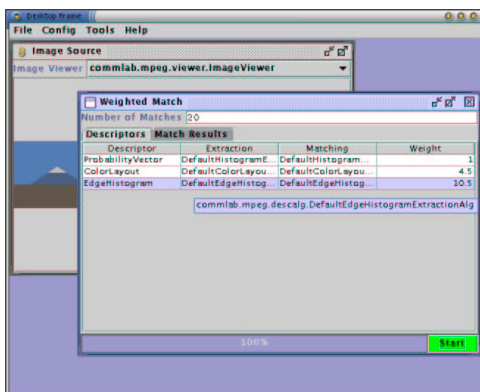 Desktop Frame
File Config Tools Help
Image Source
Image Viewer commlab.mpeg.viewer.ImageViewer
Weighted Match
Number of Matches 20
Descriptors Match Results
Descriptor Extraction Matching Weight
ProbabilityVector DefaultHistogramE... DefaultHistogram... 1
ColorLayout DefaultColorLayou... DefaultColorLayou... 4.5
EdgeHistogram DefaultEdgeHistog... DefaultEdgeHistog... 10.5
commlab.mpeg.descalg.DefaultEdgeHistogramExtractionAlg
100% Start